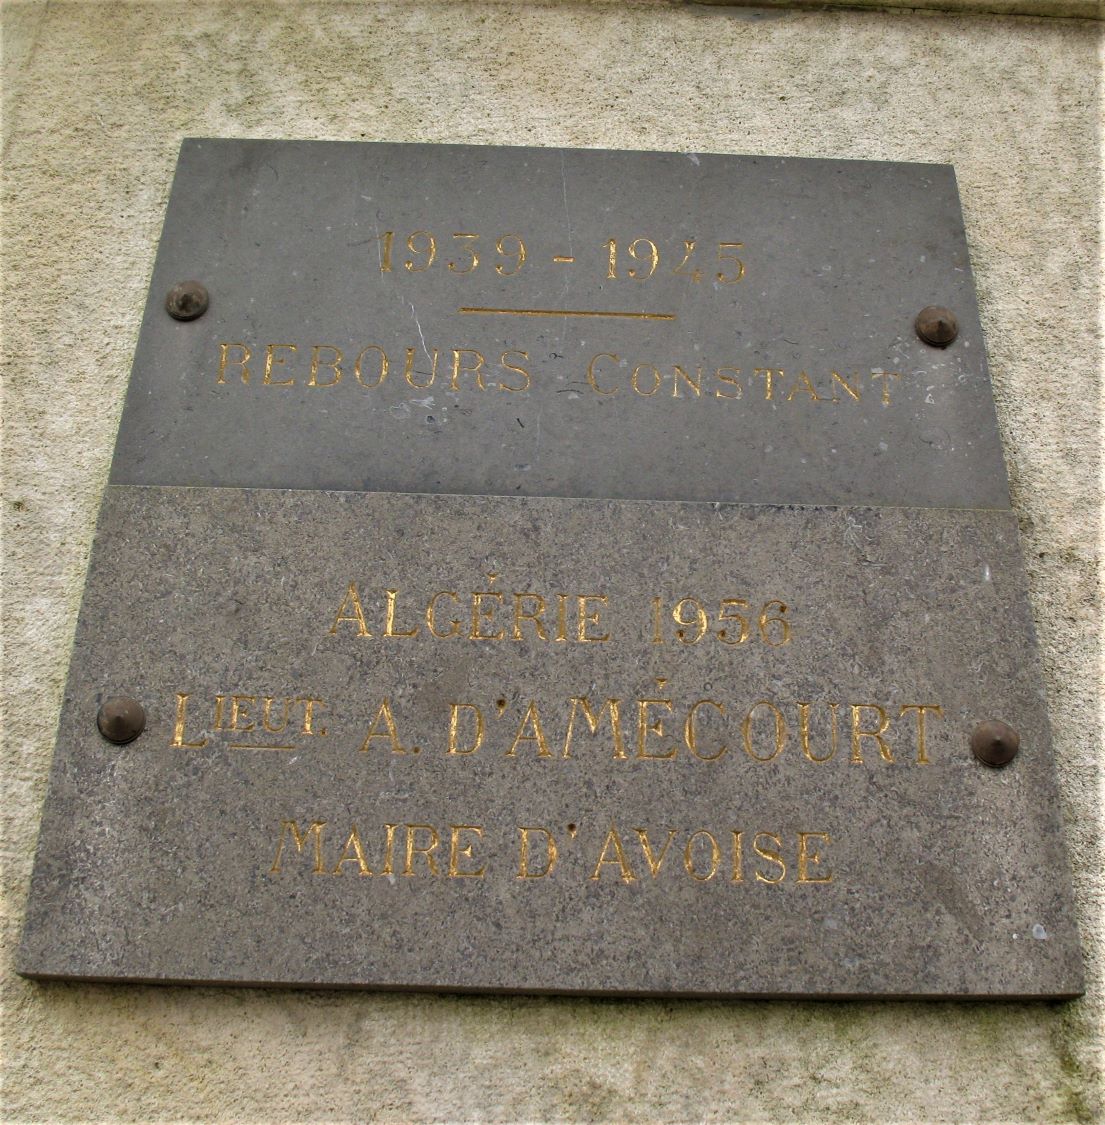 1939 - 1945
REBOURS CONSTANT
ALGÉRIE 1956
LIEUT. A. D'AMÉCOURT
MAIRE D'AVOISE